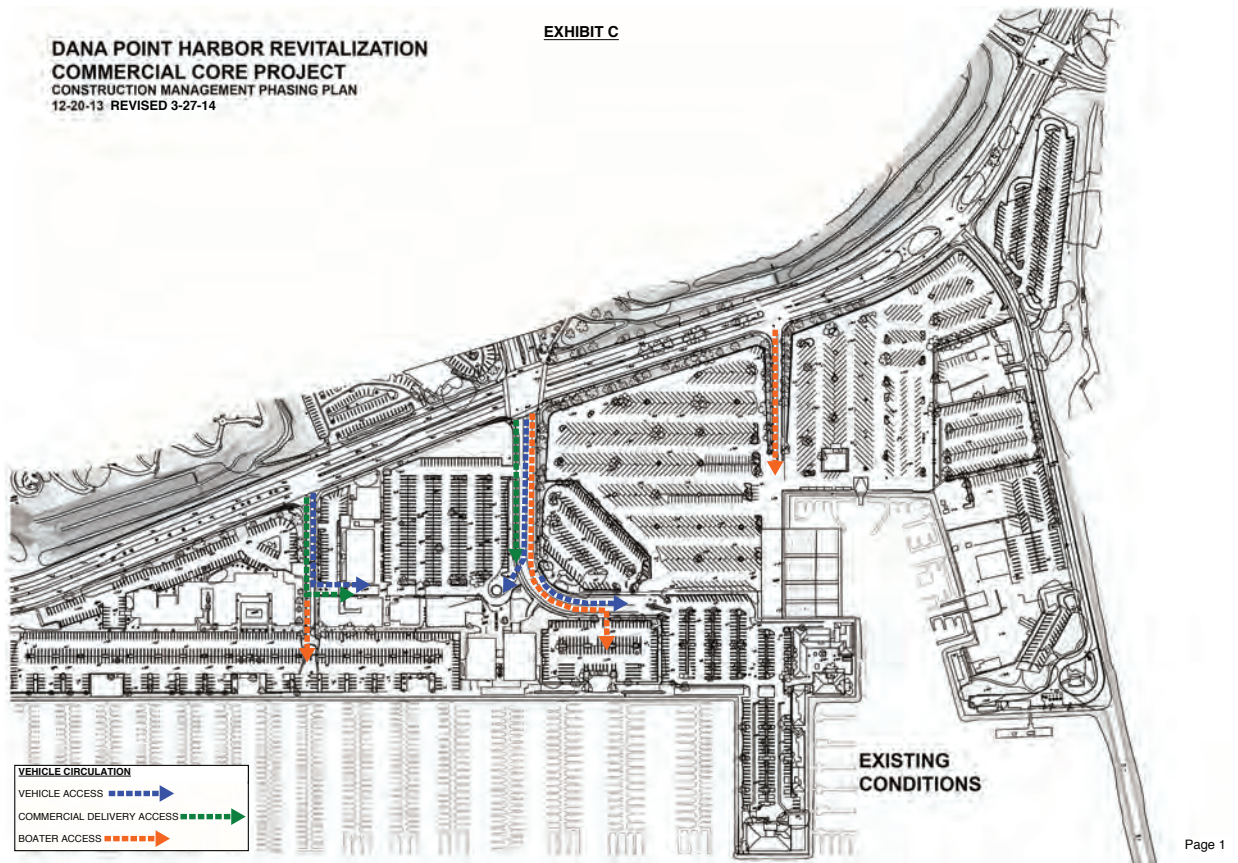 EXHIBIT C
DANA POINT HARBOR REVITALIZATION
COMMERCIAL CORE PROJECT
CONSTRUCTION MANAGEMENT PHASING PLAN
12-20-13 REVISED 3-27-14
EXISTING
CONDITIONS
VEHICLE CIRCULATION
VEHICLE ACCESS
COMMERCIAL DELIVERY ACCESS
BOATER ACCESS
Page 1